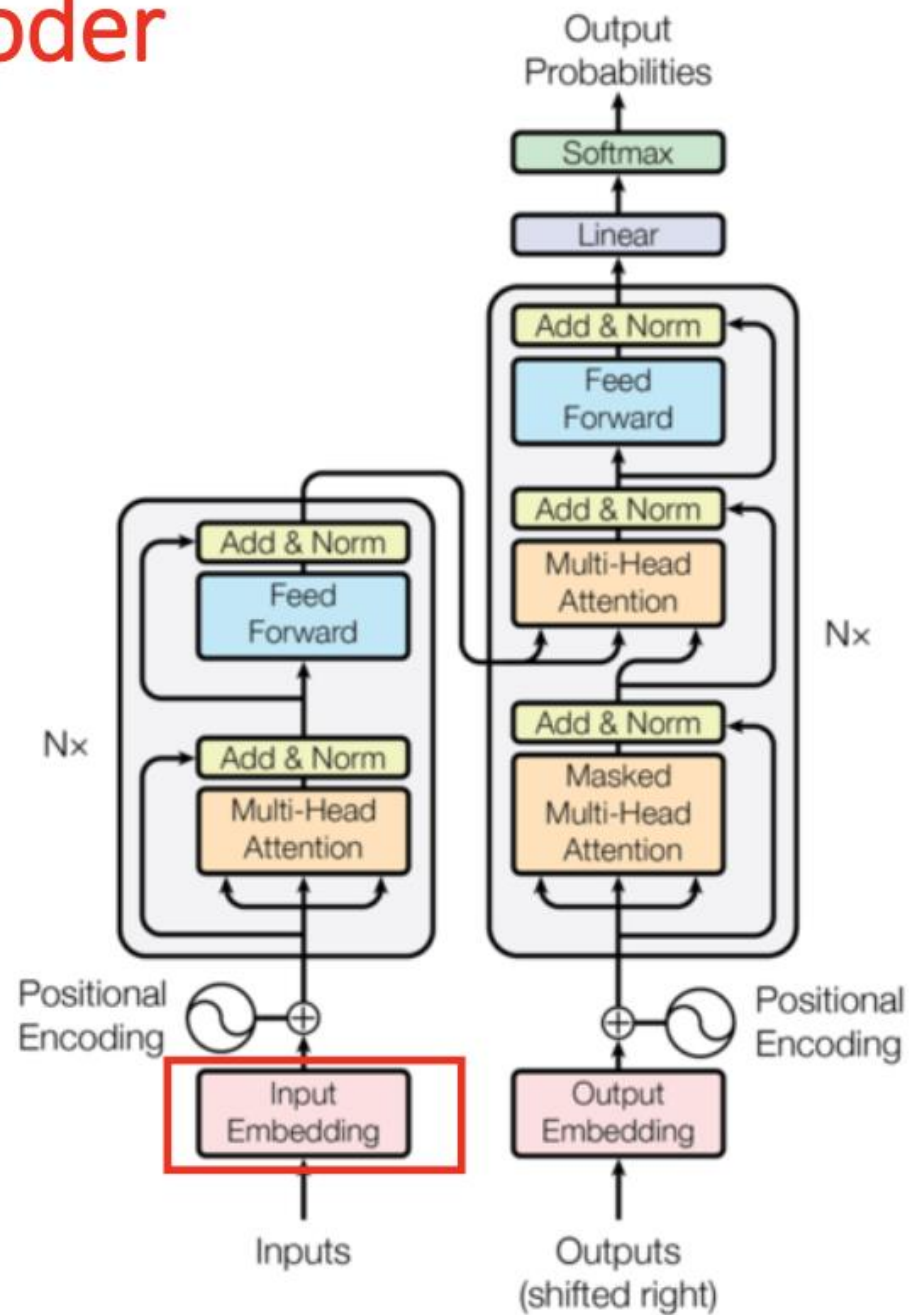 oder
Output
Probabilities
Softmax
Linear
Add & Norm
Feed
Forward
Add & Norm
Multi-Head
Attention
Nx
Add & Norm
Masked
Multi-Head
Attention
Add & Norm
Feed
Forward
Nx
Add & Norm
Multi-Head
Attention
Positional
Encoding
Positional
Encoding
Input
Embedding
Output
Embedding
Inputs
Outputs
(shifted right)